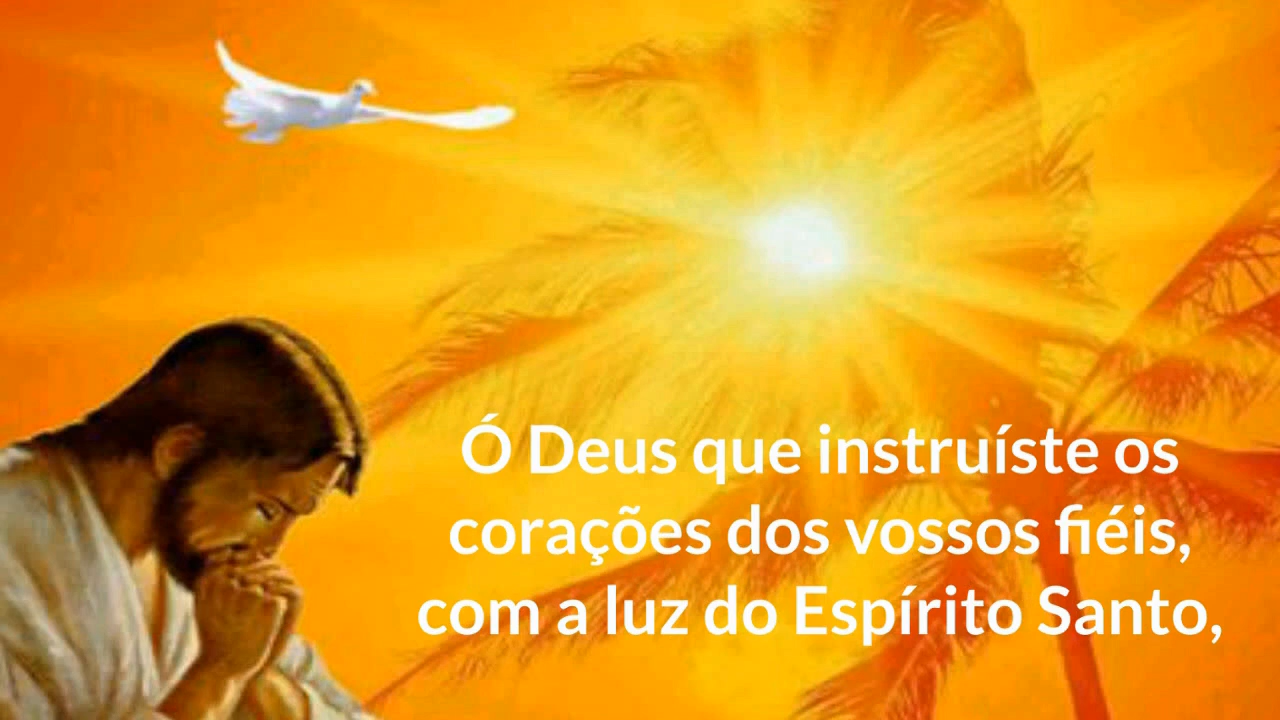 Ó Deus que instruíste os
corações dos vossos fiéis,
com a luz do Espírito Santo,